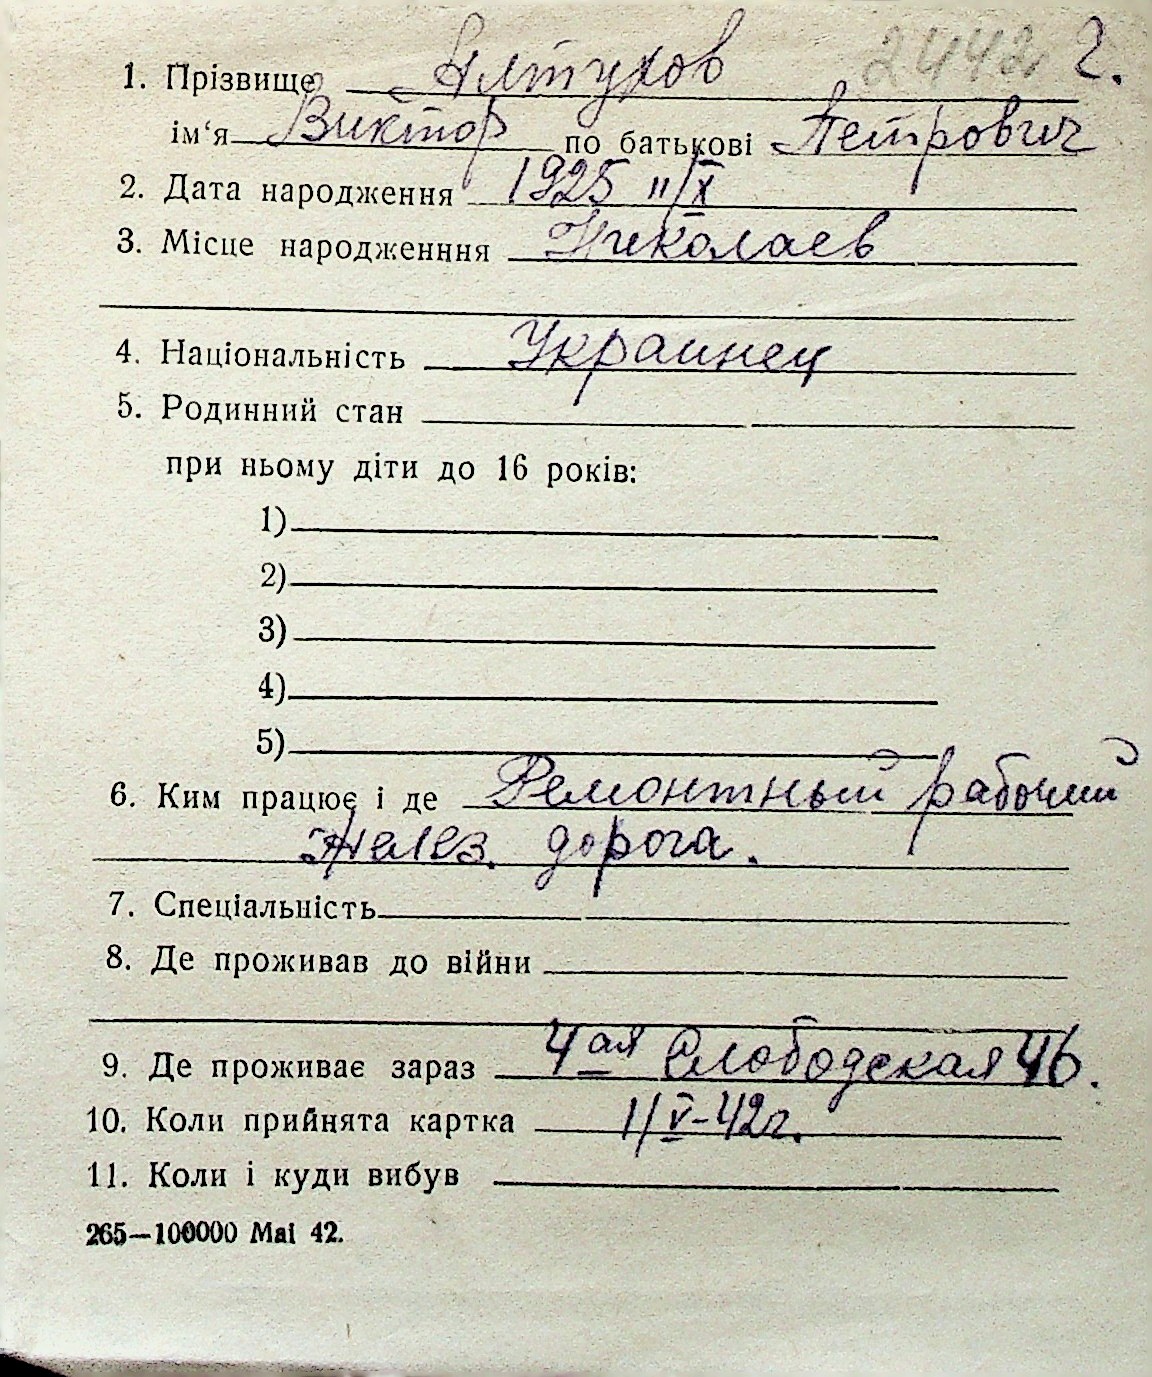 2442 2.
1. Прізвище Алтухов
ім‘я Виктор по батькові Петрович
2. Дата народження 1925 11/X
3. Місце народженння Николаев
4. Національність Украинец
5. Родинний стан
при ньому діти до 16 років:
1)
2)
3)
4)
5)
6. Ким працює і де Ремонтный рабочий
Желез. дорога.
7. Спеціальність
8. Де проживав до війни
9. Де проживає зараз 4ая Слободская 46.
10. Коли прийнята картка 1/V-42г.
11. Коли і куди вибув
265—100000 Mai 42.